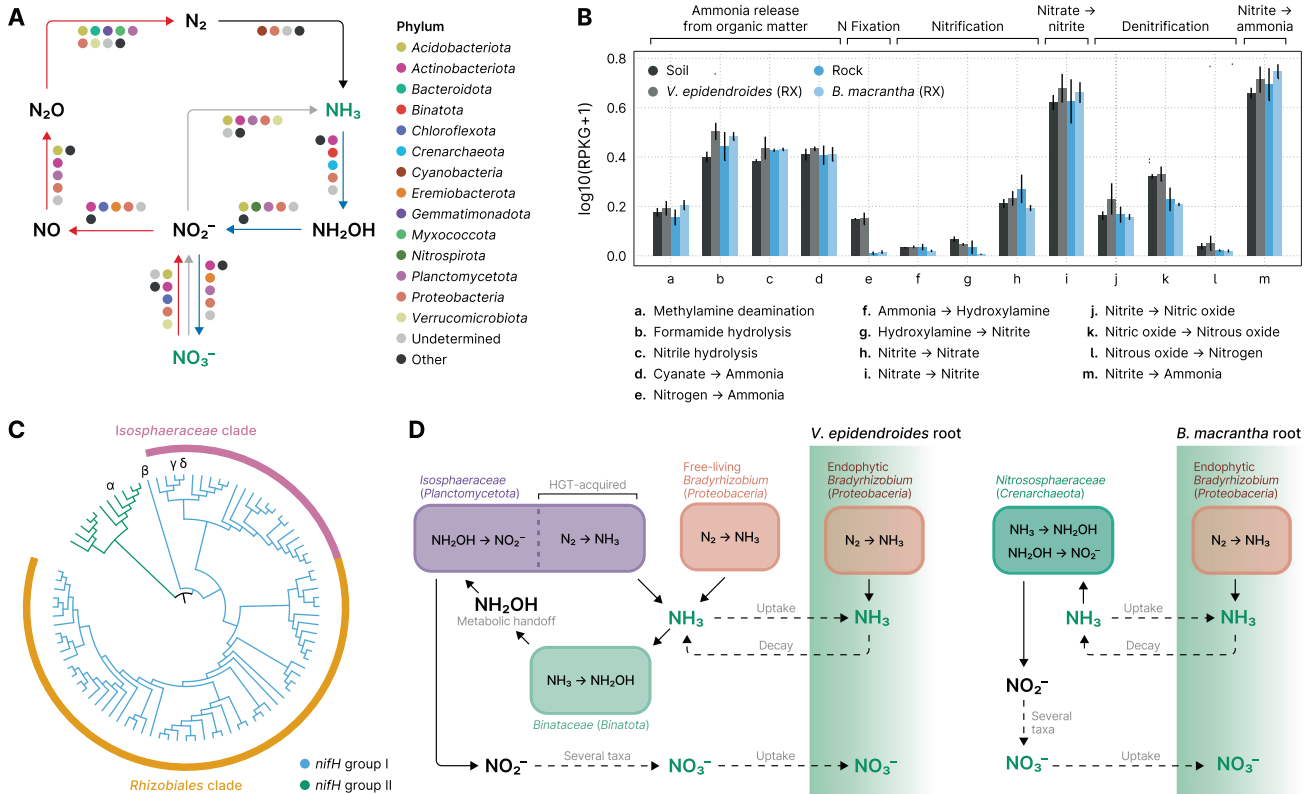 A
N₂
N₂O
NH₃
NO
NO₂⁻
NH₂OH
NO₃⁻
Phylum
Acidobacteriota
Actinobacteriota
Bacteroidota
Binatota
Chloroflexota
Crenarchaeota
Cyanobacteria
Eremiobacterota
Gemmatimonadota
Myxococcota
Nitrospirota
Planctomycetota
Proteobacteria
Verrucomicrobiota
Undetermined
Other
B
Ammonia release
from organic matter
N Fixation
Nitrification
Nitrate →
nitrite
Denitrification
Nitrite →
ammonia
log10(RPKG+1)
0.8
0.6
0.4
0.2
0.0
Soil
Rock
V. epidendroides (RX)
B. macrantha (RX)
a b c d e f g h i j k l m
a. Methylamine deamination
b. Formamide hydrolysis
c. Nitrile hydrolysis
d. Cyanate → Ammonia
e. Nitrogen → Ammonia
f. Ammonia → Hydroxylamine
g. Hydroxylamine → Nitrite
h. Nitrite → Nitrate
i. Nitrate → Nitrite
j. Nitrite → Nitric oxide
k. Nitric oxide → Nitrous oxide
l. Nitrous oxide → Nitrogen
m. Nitrite → Ammonia
C
Isosphaeraceae clade
α
β
γ δ
Rhizobiales clade
nifH group I
nifH group II
D
V. epidendroides root
Isosphaeraceae
(Planctomycetota)
HGT-acquired
NH₂OH → NO₂⁻
N₂ → NH₃
Free-living
Bradyrhizobium
(Proteobaceria)
N₂ → NH₃
Endophytic
Bradyrhizobium
(Proteobaceria)
N₂ → NH₃
NH₂OH
Metabolic handoff
NH₃
Uptake
NH₃
Decay
NH₃ → NH₂OH
Binataceae (Binatota)
NO₂⁻
Several taxa
NO₃⁻
Uptake
NO₃⁻
B. macrantha root
Nitrososphaeraceae
(Crenarchaeota)
NH₃ → NH₂OH
NH₂OH → NO₂⁻
Endophytic
Bradyrhizobium
(Proteobaceria)
N₂ → NH₃
NH₃
Uptake
NH₃
Decay
NO₂⁻
Several
taxa
NO₃⁻
Uptake
NO₃⁻